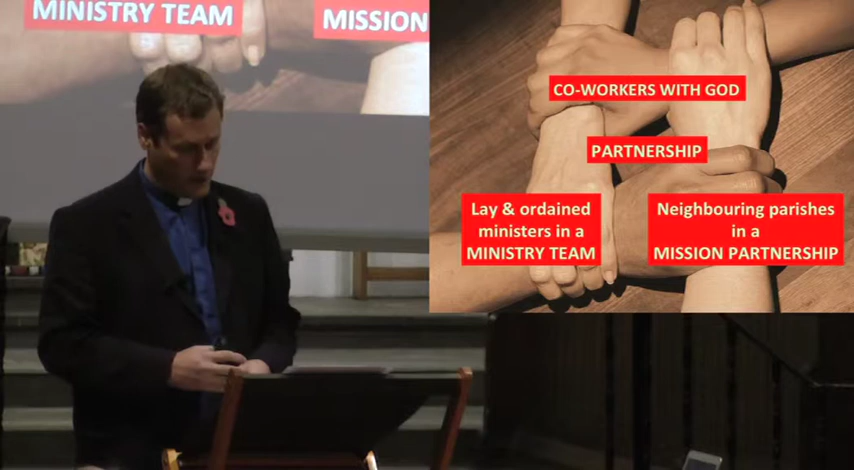 MINISTRY TEAM
MISSION
CO-WORKERS WITH GOD
PARTNERSHIP
Lay & ordained
ministers in a
MINISTRY TEAM
Neighbouring parishes
in a
MISSION PARTNERSHIP